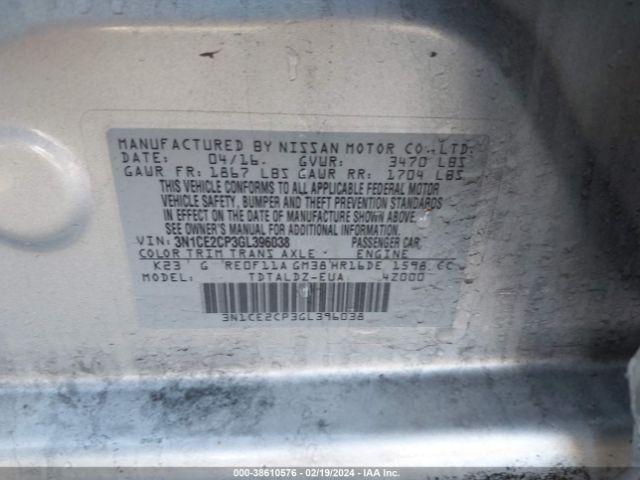 MANUFACTURED BY NISSAN MOTOR CO.,LTD.
DATE: 04/16. GVWR: 3470 LBS
GAWR FR: 1867 LBS GAWR RR: 1704 LBS.
THIS VEHICLE CONFORMS TO ALL APPLICABLE FEDERAL MOTOR
VEHICLE SAFETY, BUMPER AND THEFT PREVENTION STANDARDS
IN EFFECT ON THE DATE OF MANUFACTURE SHOWN ABOVE.
SEE OWNER'S MANUAL FOR ADDITIONAL INFORMATION
VIN: 3N1CE2CP3GL396038 PASSENGER CAR
COLOR TRIM TRANS AXLE ENGINE
K23 G RE0F11A GM38 HR16DE 1598 CC
MODEL: TDTALDZ-EUA 4Z000
3N1CE2CP3GL396038
000-38610576 - 02/19/2024 - IAA Inc.